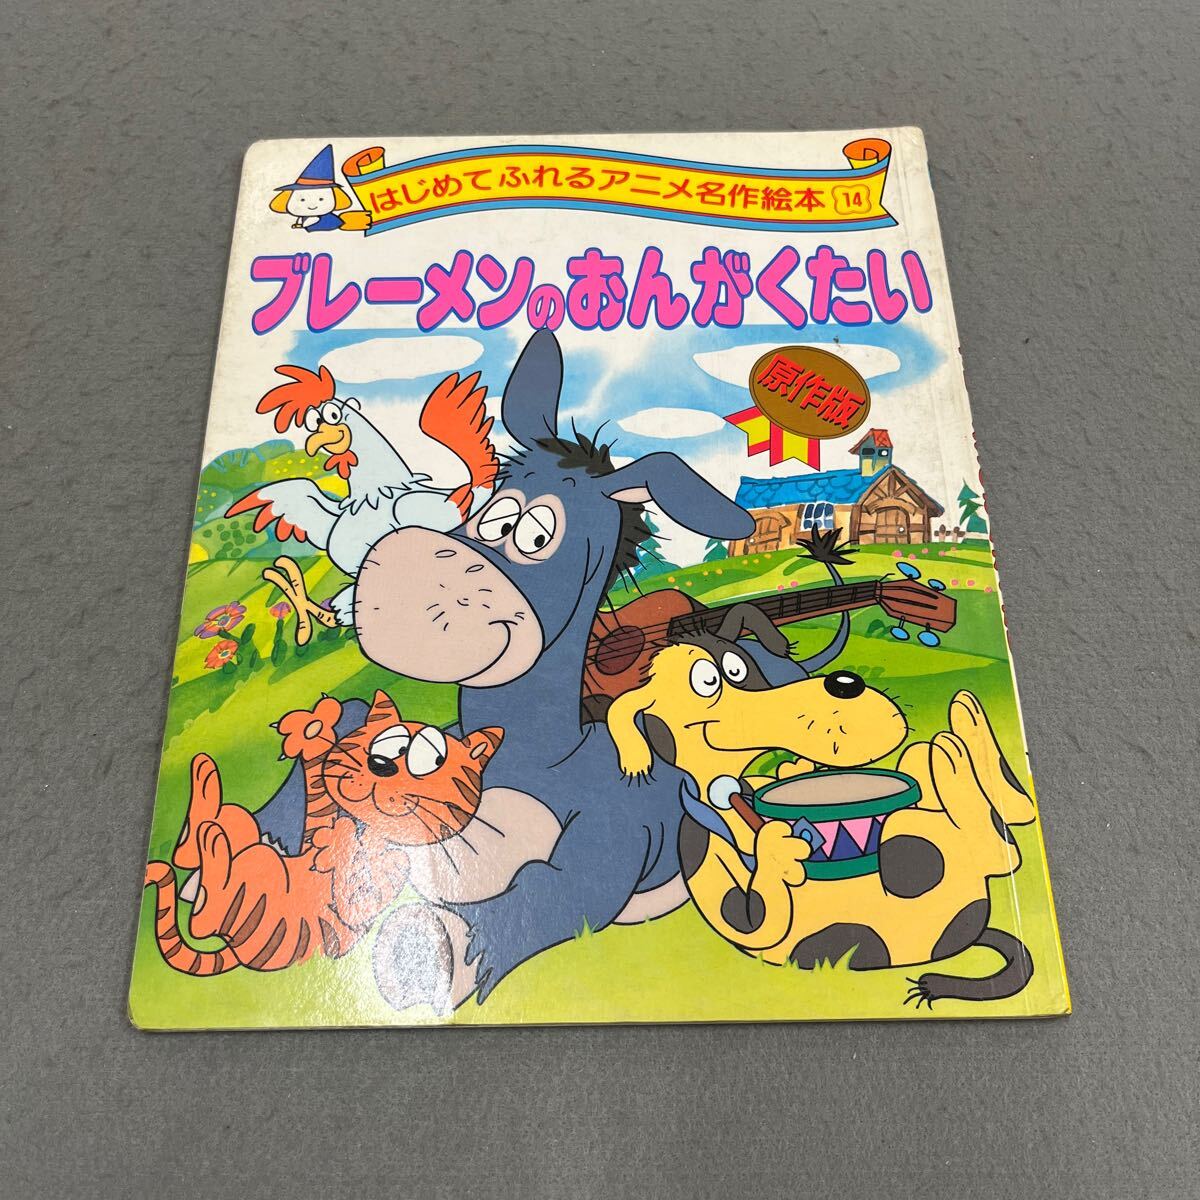 はじめてふれるアニメ名作絵本 14
ブレーメンのおんがくたい
原作版